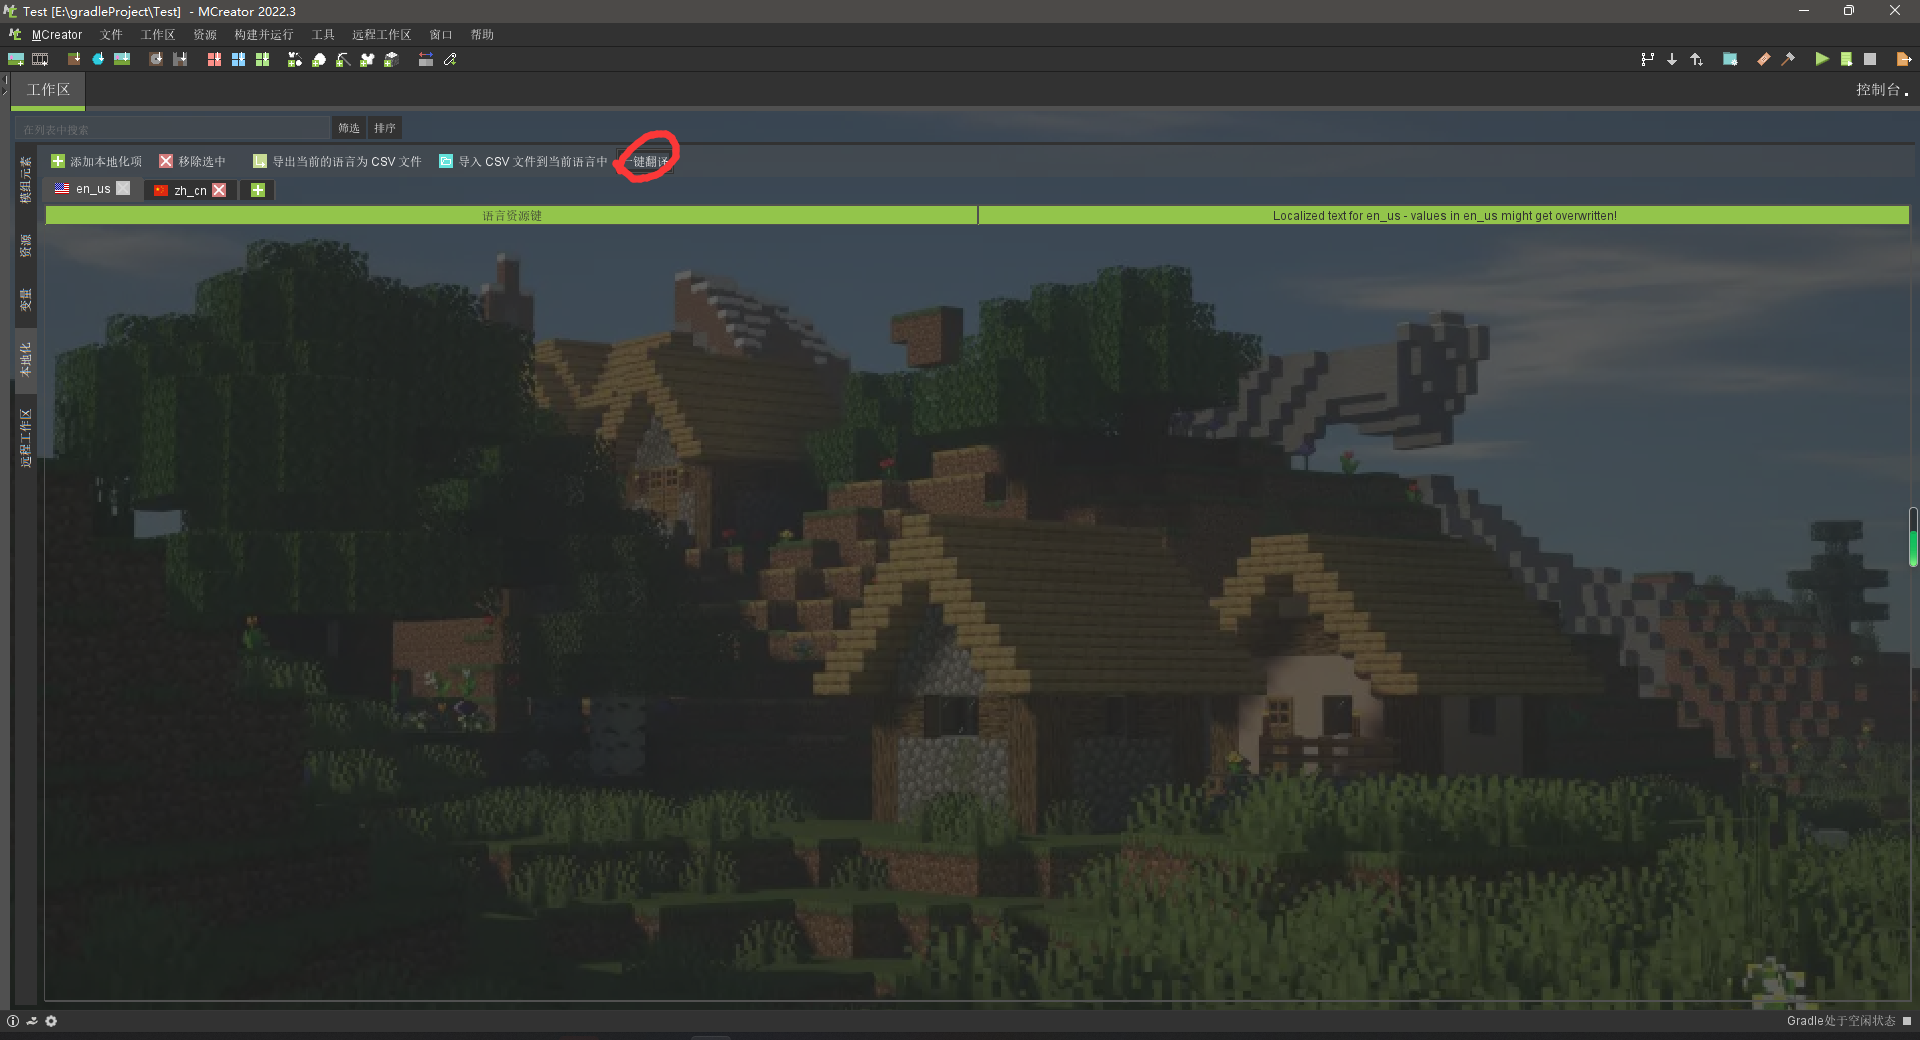 Test [E:\gradleProject\Test] - MCreator 2022.3
MCreator 文件 工作区 资源 构建并运行 工具 远程工作区 窗口 帮助
工作区
控制台
在列表中搜索
筛选 排序
添加本地化项 移除选中 导出当前的语言为 CSV 文件 导入 CSV 文件到当前语言中 一键翻译
en_us zh_cn
语言资源键 Localized text for en_us - values in en_us might get overwritten!
模组元素
资源
变量
本地化
远程工作区
Gradle处于空闲状态